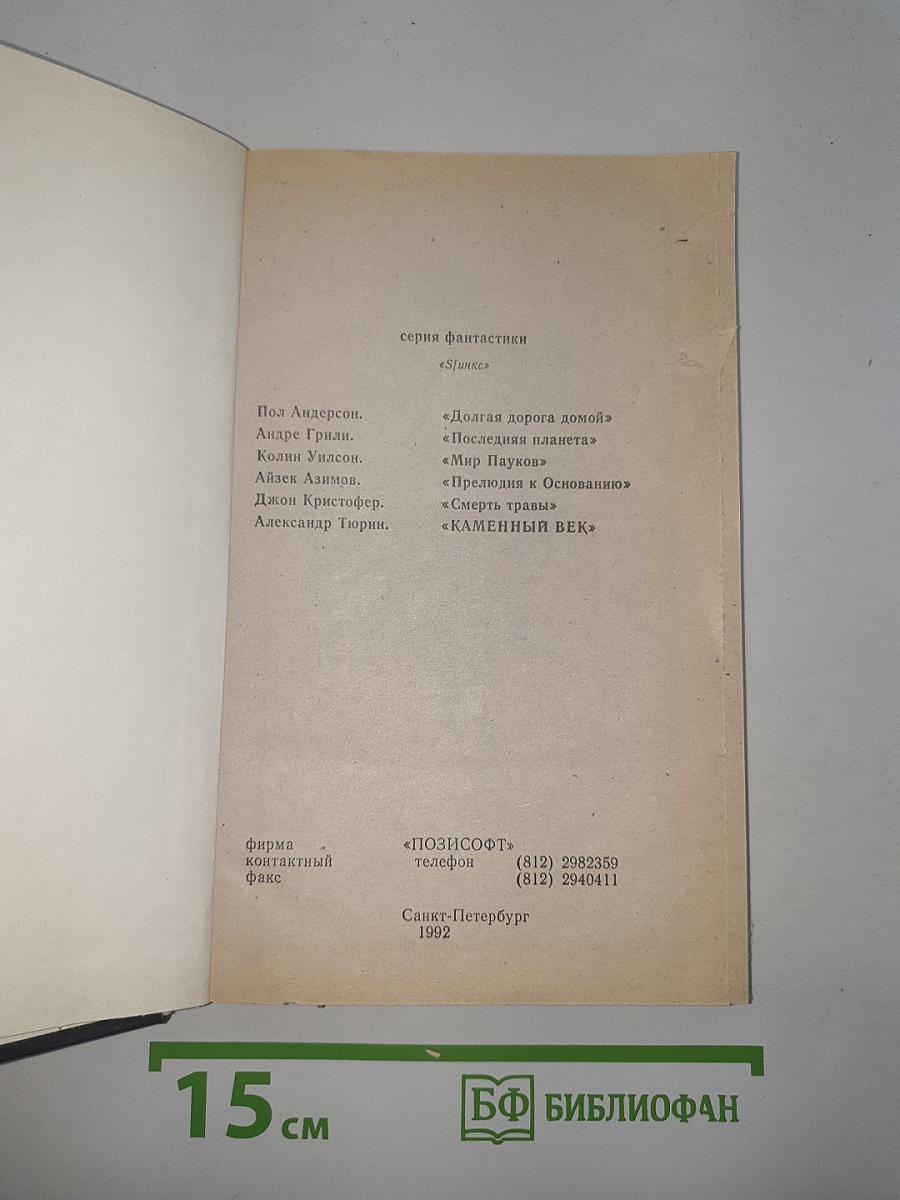 серия фантастики
«Sfинкс»
Пол Андерсон. «Долгая дорога домой»
Андре Грили. «Последняя планета»
Колин Уилсон. «Мир Пауков»
Айзек Азимов. «Прелюдия к Основанию»
Джон Кристофер. «Смерть травы»
Александр Тюрин. «КАМЕННЫЙ ВЕК»
фирма «ПОЗИСОФТ»
контактный телефон (812) 2982359
факс (812) 2940411
Санкт-Петербург
1992
15 см
БФ БИБЛИОФАН